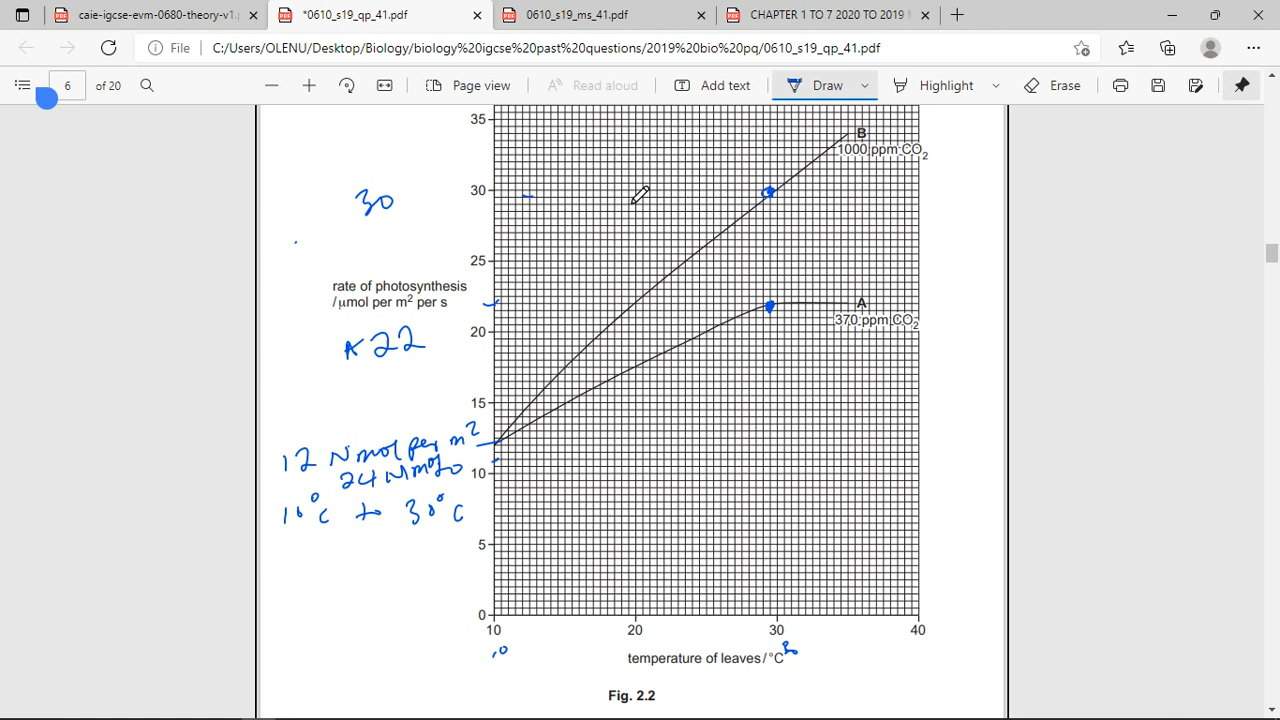 caie-igcse-evm-0680-theory-v1.p
*0610_s19_qp_41.pdf
0610_s19_ms_41.pdf
CHAPTER 1 TO 7 2020 TO 2019 M
File
C:/Users/OLENU/Desktop/Biology/biology%20igcse%20past%20questions/2019%20bio%20pq/0610_s19_qp_41.pdf
6 of 20
Page view
Read aloud
Add text
Draw
Highlight
Erase
35
B
1000 ppm CO2
30
30
25
rate of photosynthesis
/μmol per m2 per s
A
370 ppm CO2
20
A 22
15
12 Nmol per m2
24 Nmol
10
10°C to 30°C
5
0
10
20
30
40
10
30
temperature of leaves/°C
Fig. 2.2